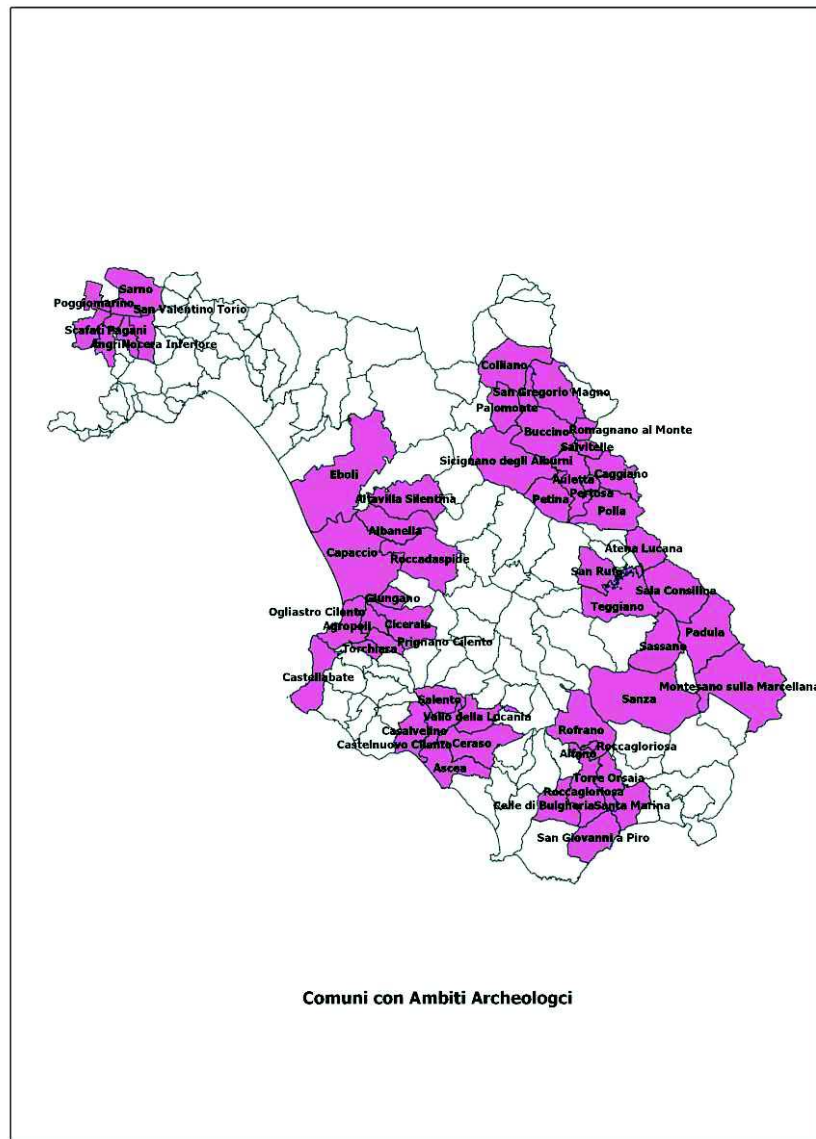 Sarno
Poggiomarino
San Valentino Torio
Scafati
Pagani
Angri
Nocera Inferiore
Colliano
San Gregorio Magno
Palomonte
Buccino
Romagnano al Monte
Salvitelle
Sicignano degli Alburni
Caggiano
Auletta
Pertosa
Petina
Polla
Eboli
Altavilla Silentina
Albanella
Capaccio
Roccadaspide
Atena Lucana
San Rufo
Sala Consilina
Teggiano
Giungano
Ogliastro Cilento
Agropoli
Cicerale
Prignano Cilento
Torchiara
Padula
Sassano
Castellabate
Montesano sulla Marcellana
Sanza
Salento
Vallo della Lucania
Casalvelino
Castelnuovo Cilento
Ceraso
Ascea
Rofrano
Roccagloriosa
Alfano
Torre Orsaia
Roccagloriosa
Celle di Bulgheria
Santa Marina
San Giovanni a Piro
Comuni con Ambiti Archeologci